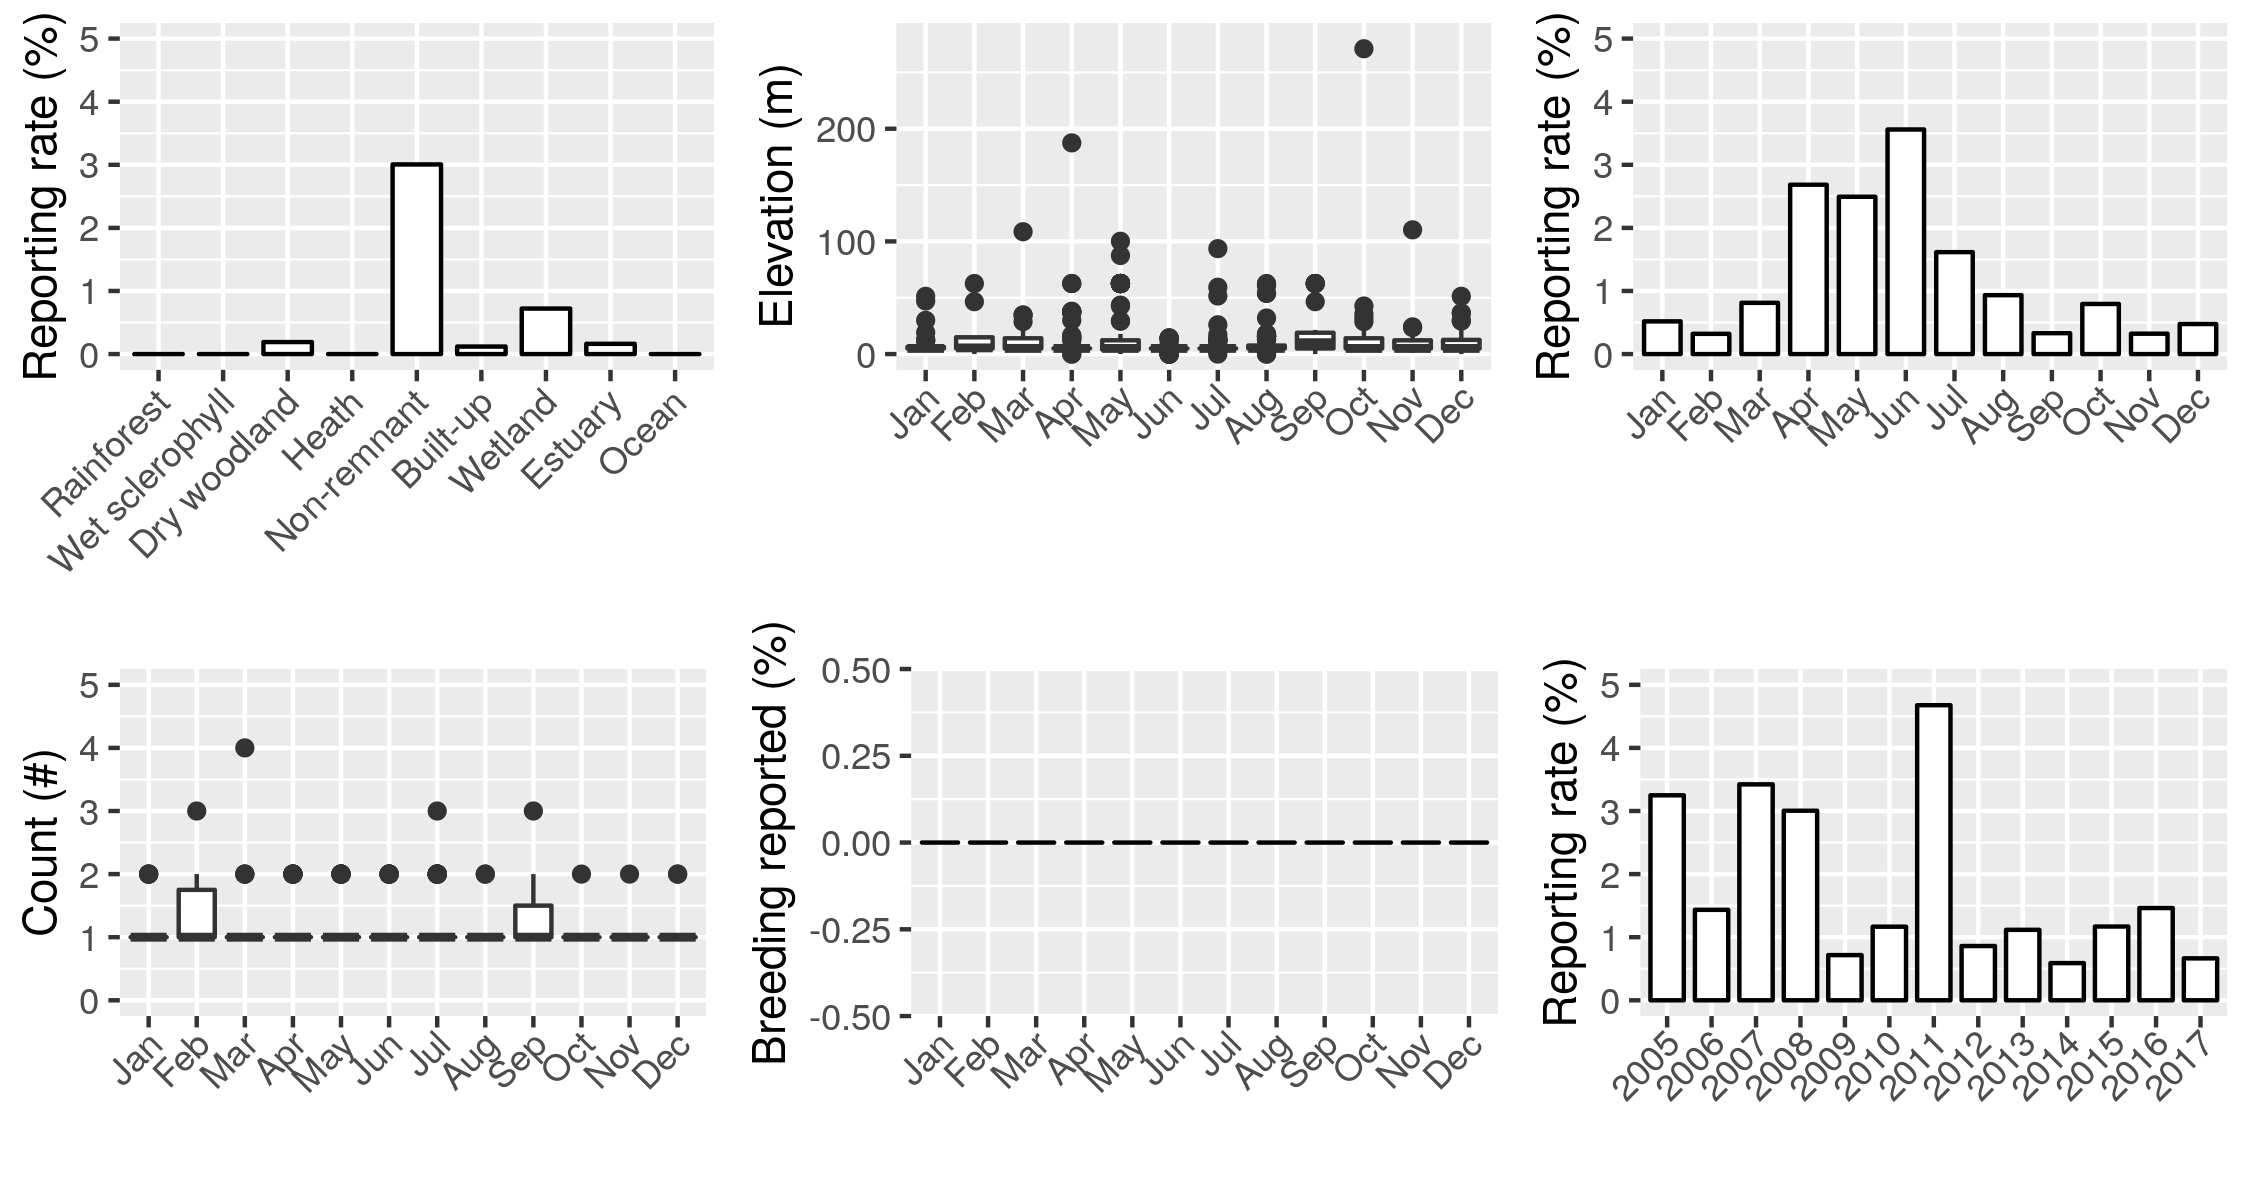 Reporting rate (%)
5
4
3
2
1
0
Rainforest
Wet sclerophyll
Dry woodland
Heath
Non-remnant
Built-up
Wetland
Estuary
Ocean
Elevation (m)
200
100
0
Jan
Feb
Mar
Apr
May
Jun
Jul
Aug
Sep
Oct
Nov
Dec
Reporting rate (%)
5
4
3
2
1
0
Jan
Feb
Mar
Apr
May
Jun
Jul
Aug
Sep
Oct
Nov
Dec
Count (#)
5
4
3
2
1
0
Jan
Feb
Mar
Apr
May
Jun
Jul
Aug
Sep
Oct
Nov
Dec
Breeding reported (%)
0.50
0.25
0.00
-0.25
-0.50
Jan
Feb
Mar
Apr
May
Jun
Jul
Aug
Sep
Oct
Nov
Dec
Reporting rate (%)
5
4
3
2
1
0
2005
2006
2007
2008
2009
2010
2011
2012
2013
2014
2015
2016
2017